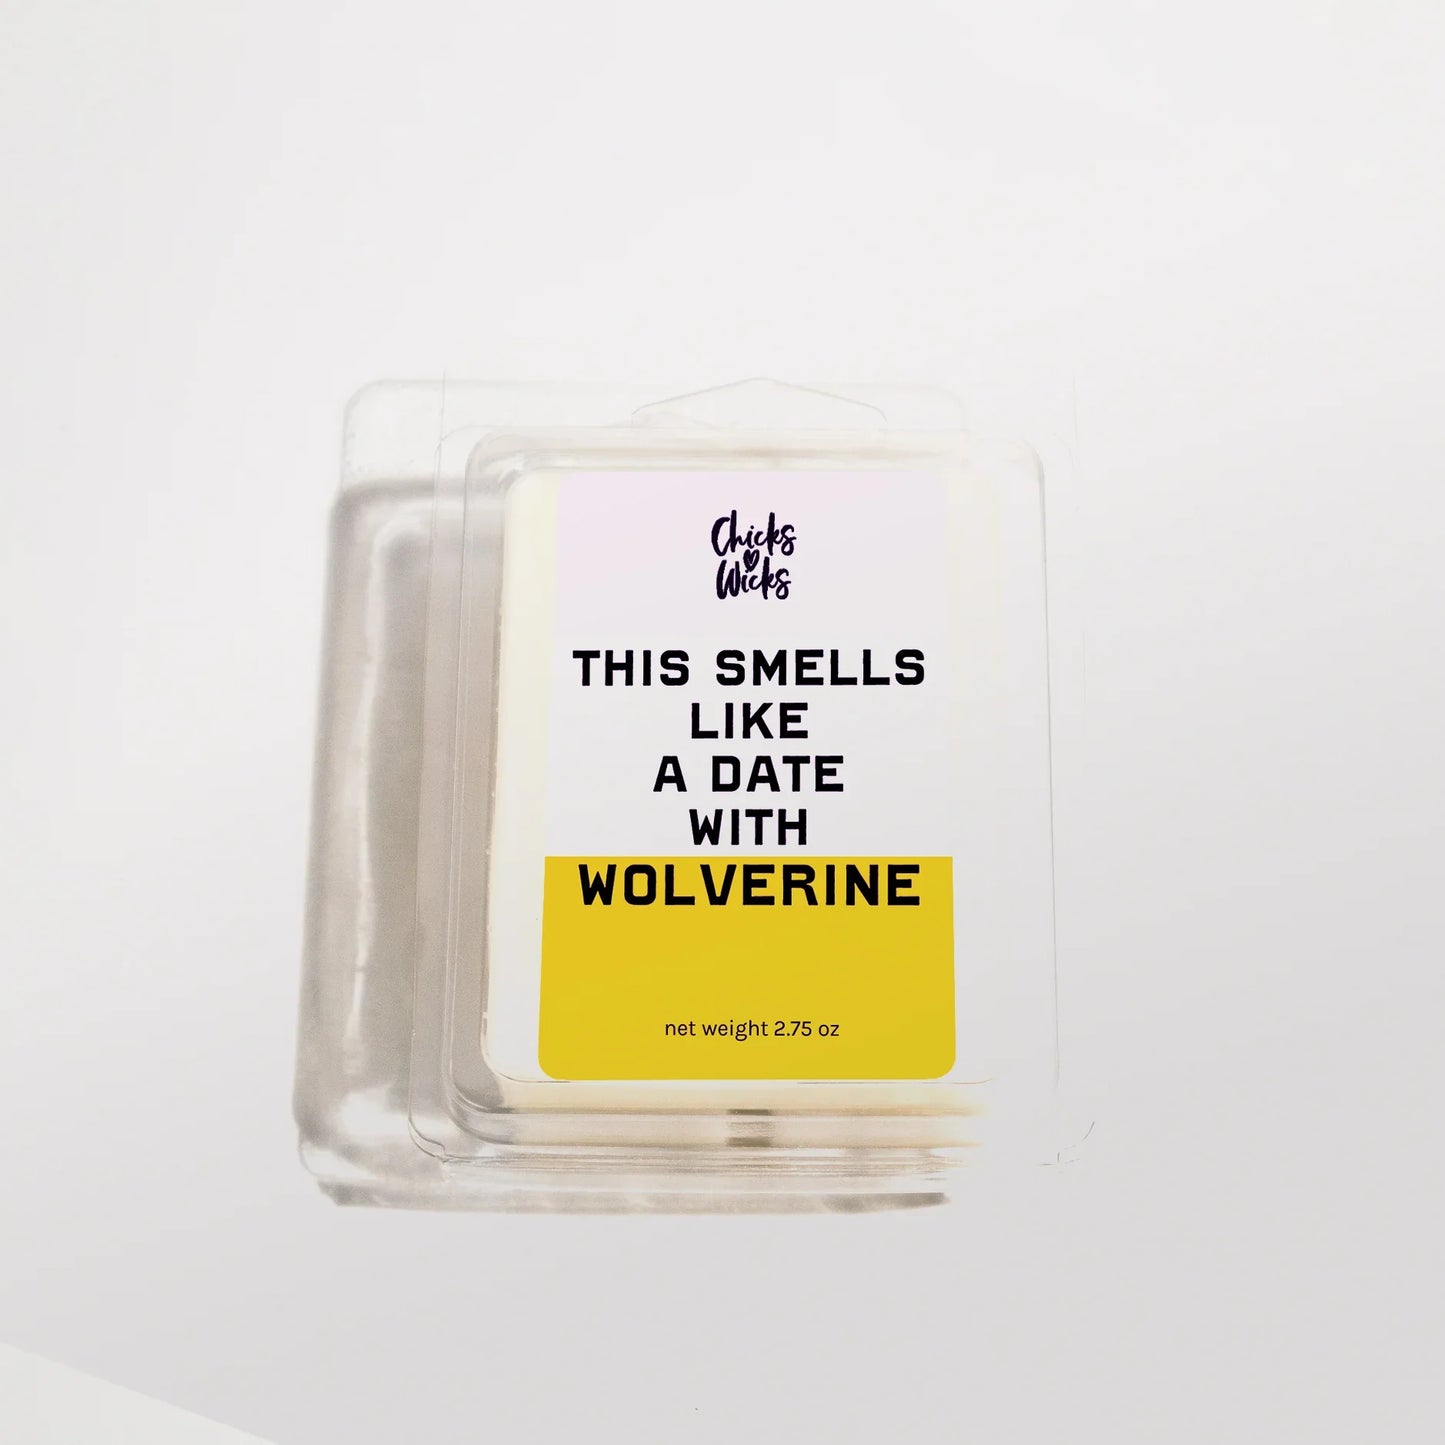 Chicks
Wicks
THIS SMELLS
LIKE
A DATE
WITH
WOLVERINE
net weight 2.75 oz